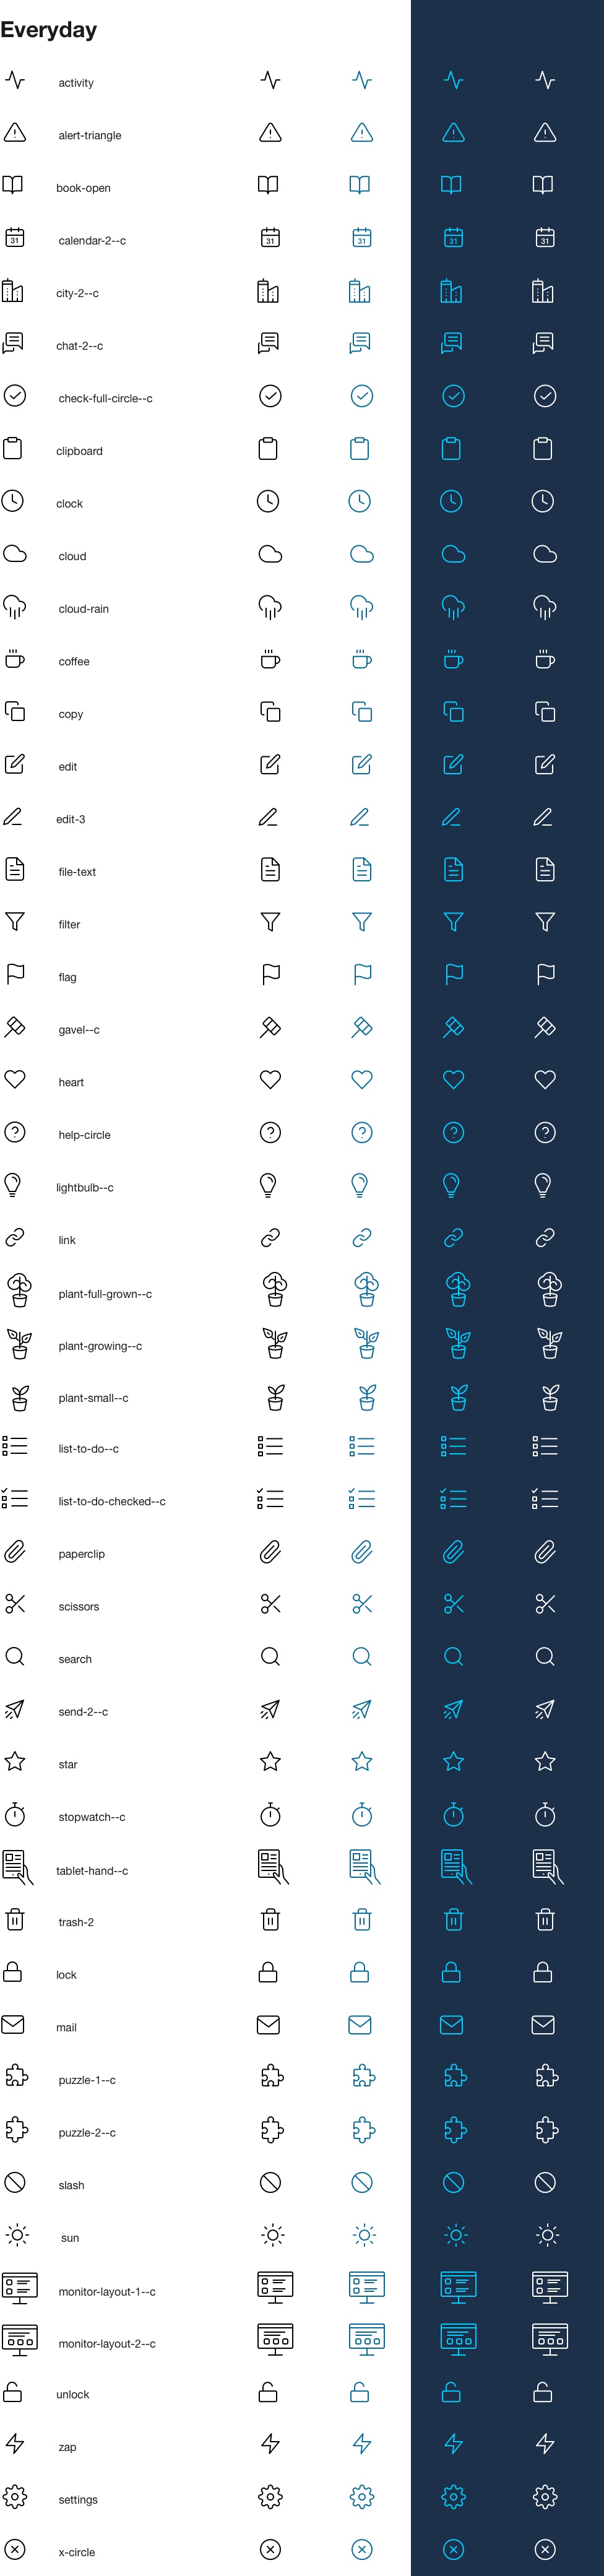 Everyday
activity
alert-triangle
book-open
calendar-2--c
31 31 31 31 31
city-2--c
chat-2--c
check-full-circle--c
clipboard
clock
cloud
cloud-rain
coffee
copy
edit
edit-3
file-text
filter
flag
gavel--c
heart
help-circle
? ? ? ? ?
lightbulb--c
link
plant-full-grown--c
plant-growing--c
plant-small--c
list-to-do--c
list-to-do-checked--c
paperclip
scissors
search
send-2--c
star
stopwatch--c
tablet-hand--c
trash-2
lock
mail
puzzle-1--c
puzzle-2--c
slash
sun
monitor-layout-1--c
monitor-layout-2--c
unlock
zap
settings
x-circle